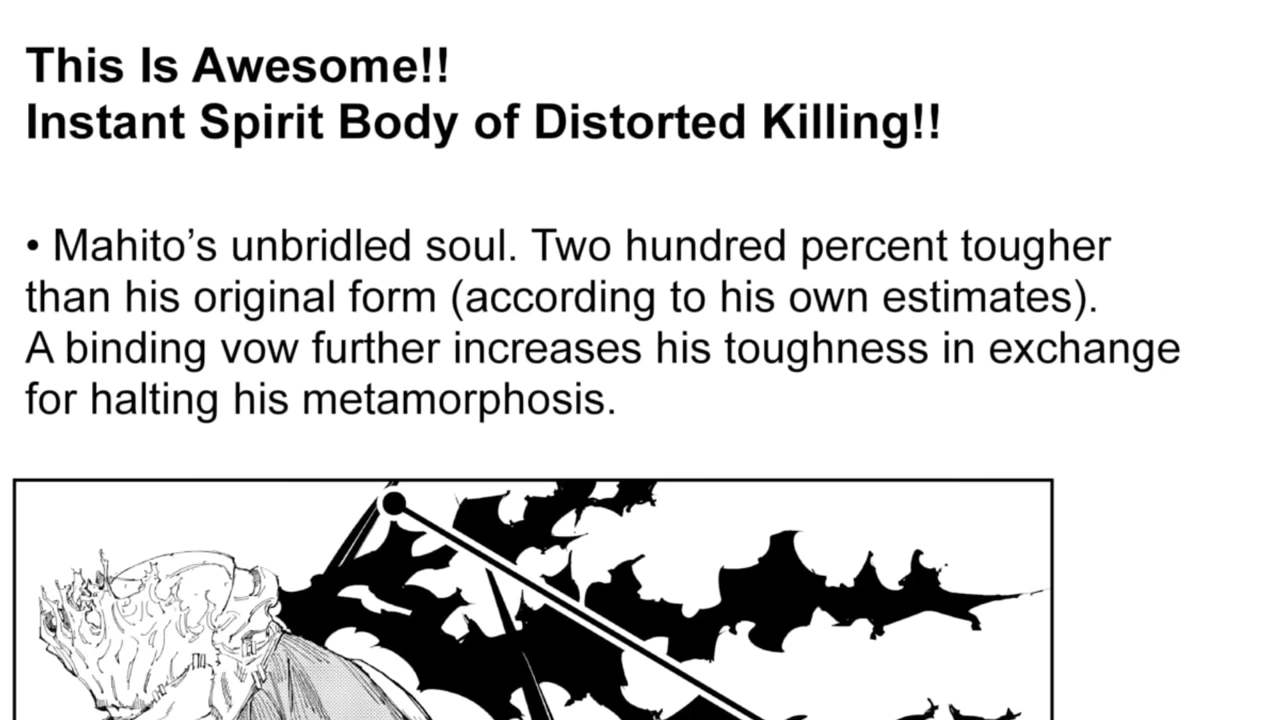 This Is Awesome!!
Instant Spirit Body of Distorted Killing!!
• Mahito’s unbridled soul. Two hundred percent tougher
than his original form (according to his own estimates).
A binding vow further increases his toughness in exchange
for halting his metamorphosis.